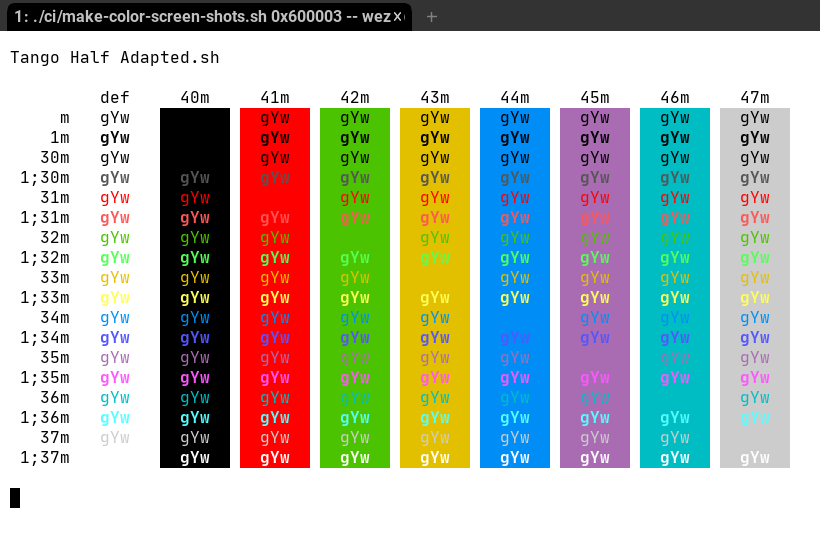 1: ./ci/make-color-screen-shots.sh 0x600003 -- wez
Tango Half Adapted.sh
def 40m 41m 42m 43m 44m 45m 46m 47m
m gYw gYw gYw gYw gYw gYw gYw gYw
1m gYw gYw gYw gYw gYw gYw gYw gYw
30m gYw gYw gYw gYw gYw gYw gYw gYw
1;30m gYw gYw gYw gYw gYw gYw gYw gYw gYw
31m gYw gYw gYw gYw gYw gYw gYw gYw
1;31m gYw gYw gYw gYw gYw gYw gYw gYw gYw
32m gYw gYw gYw gYw gYw gYw gYw gYw
1;32m gYw gYw gYw gYw gYw gYw gYw gYw gYw
33m gYw gYw gYw gYw gYw gYw gYw gYw
1;33m gYw gYw gYw gYw gYw gYw gYw gYw gYw
34m gYw gYw gYw gYw gYw gYw gYw gYw
1;34m gYw gYw gYw gYw gYw gYw gYw gYw gYw
35m gYw gYw gYw gYw gYw gYw gYw gYw
1;35m gYw gYw gYw gYw gYw gYw gYw gYw gYw
36m gYw gYw gYw gYw gYw gYw gYw gYw
1;36m gYw gYw gYw gYw gYw gYw gYw gYw gYw
37m gYw gYw gYw gYw gYw gYw gYw gYw
1;37m gYw gYw gYw gYw gYw gYw gYw gYw